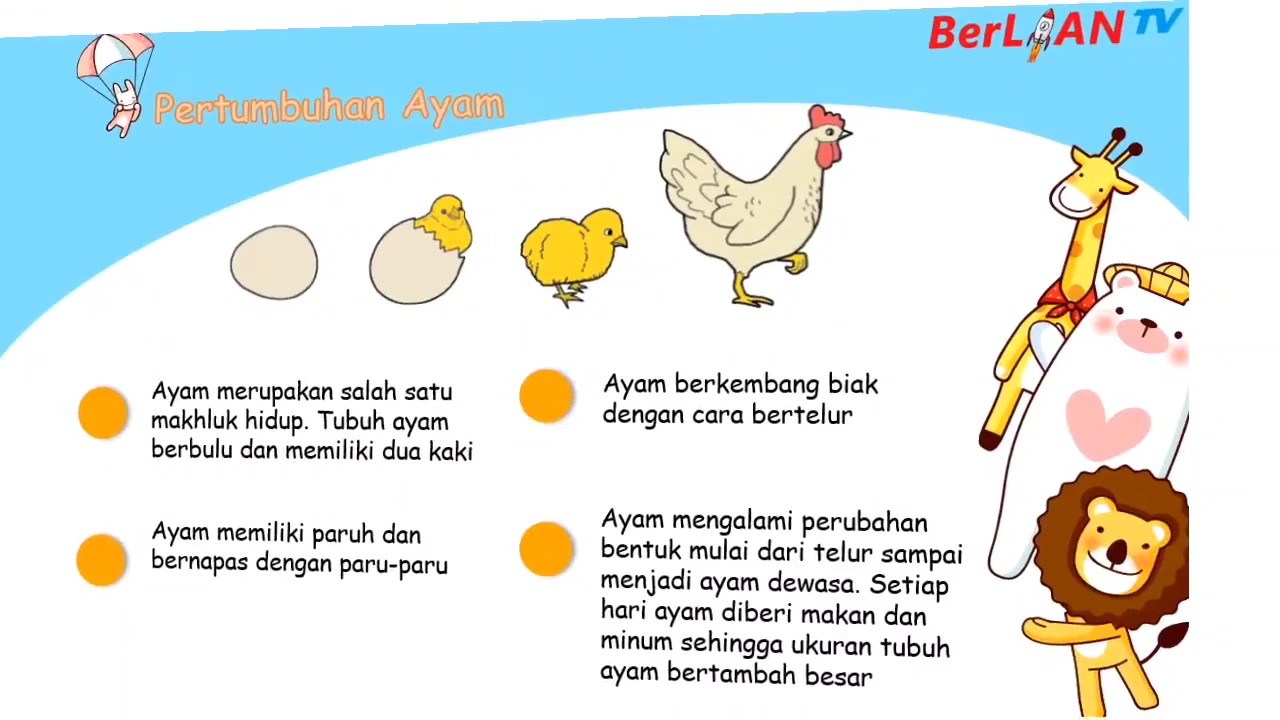 BerLIAN TV
Pertumbuhan Ayam
Ayam merupakan salah satu
makhluk hidup. Tubuh ayam
berbulu dan memiliki dua kaki
Ayam memiliki paruh dan
bernapas dengan paru-paru
Ayam berkembang biak
dengan cara bertelur
Ayam mengalami perubahan
bentuk mulai dari telur sampai
menjadi ayam dewasa. Setiap
hari ayam diberi makan dan
minum sehingga ukuran tubuh
ayam bertambah besar